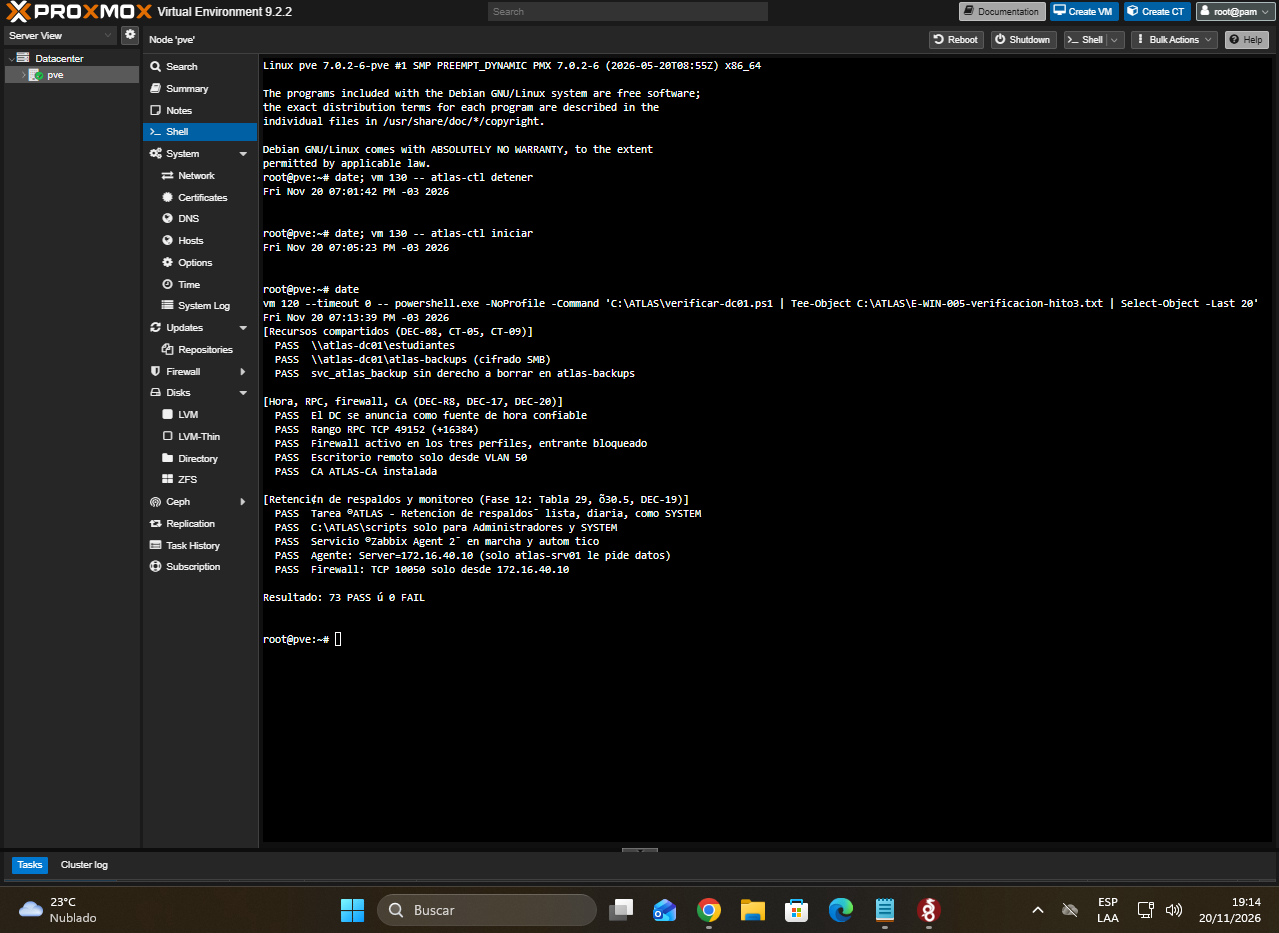 PROXMOX Virtual Environment 9.2.2
Search
Documentation
Create VM
Create CT
root@pam
Server View
Node 'pve'
Reboot
Shutdown
Shell
Bulk Actions
Help
Datacenter
pve
Search
Summary
Notes
Shell
System
Network
Certificates
DNS
Hosts
Options
Time
System Log
Updates
Repositories
Firewall
Disks
LVM
LVM-Thin
Directory
ZFS
Ceph
Replication
Task History
Subscription
Linux pve 7.0.2-6-pve #1 SMP PREEMPT_DYNAMIC PMX 7.0.2-6 (2026-05-20T08:55Z) x86_64
The programs included with the Debian GNU/Linux system are free software;
the exact distribution terms for each program are described in the
individual files in /usr/share/doc/*/copyright.
Debian GNU/Linux comes with ABSOLUTELY NO WARRANTY, to the extent
permitted by applicable law.
root@pve:~# date; vm 130 -- atlas-ctl detener
Fri Nov 20 07:01:42 PM -03 2026
root@pve:~# date; vm 130 -- atlas-ctl iniciar
Fri Nov 20 07:05:23 PM -03 2026
root@pve:~# date
vm 120 --timeout 0 -- powershell.exe -NoProfile -Command 'C:\ATLAS\verificar-dc01.ps1 | Tee-Object C:\ATLAS\E-WIN-005-verificacion-hito3.txt | Select-Object -Last 20'
Fri Nov 20 07:13:39 PM -03 2026
[Recursos compartidos (DEC-08, CT-05, CT-09)]
PASS \\atlas-dc01\estudiantes
PASS \\atlas-dc01\atlas-backups (cifrado SMB)
PASS svc_atlas_backup sin derecho a borrar en atlas-backups
[Hora, RPC, firewall, CA (DEC-R8, DEC-17, DEC-20)]
PASS El DC se anuncia como fuente de hora confiable
PASS Rango RPC TCP 49152 (+16384)
PASS Firewall activo en los tres perfiles, entrante bloqueado
PASS Escritorio remoto solo desde VLAN 50
PASS CA ATLAS-CA instalada
[Retenci¢n de respaldos y monitoreo (Fase 12: Tabla 29, õ30.5, DEC-19)]
PASS Tarea ®ATLAS - Retencion de respaldos¯ lista, diaria, como SYSTEM
PASS C:\ATLAS\scripts solo para Administradores y SYSTEM
PASS Servicio ®Zabbix Agent 2¯ en marcha y autom tico
PASS Agente: Server=172.16.40.10 (solo atlas-srv01 le pide datos)
PASS Firewall: TCP 10050 solo desde 172.16.40.10
Resultado: 73 PASS ú 0 FAIL
root@pve:~#
Tasks
Cluster log
23°C
Nublado
Buscar
ESP
LAA
19:14
20/11/2026